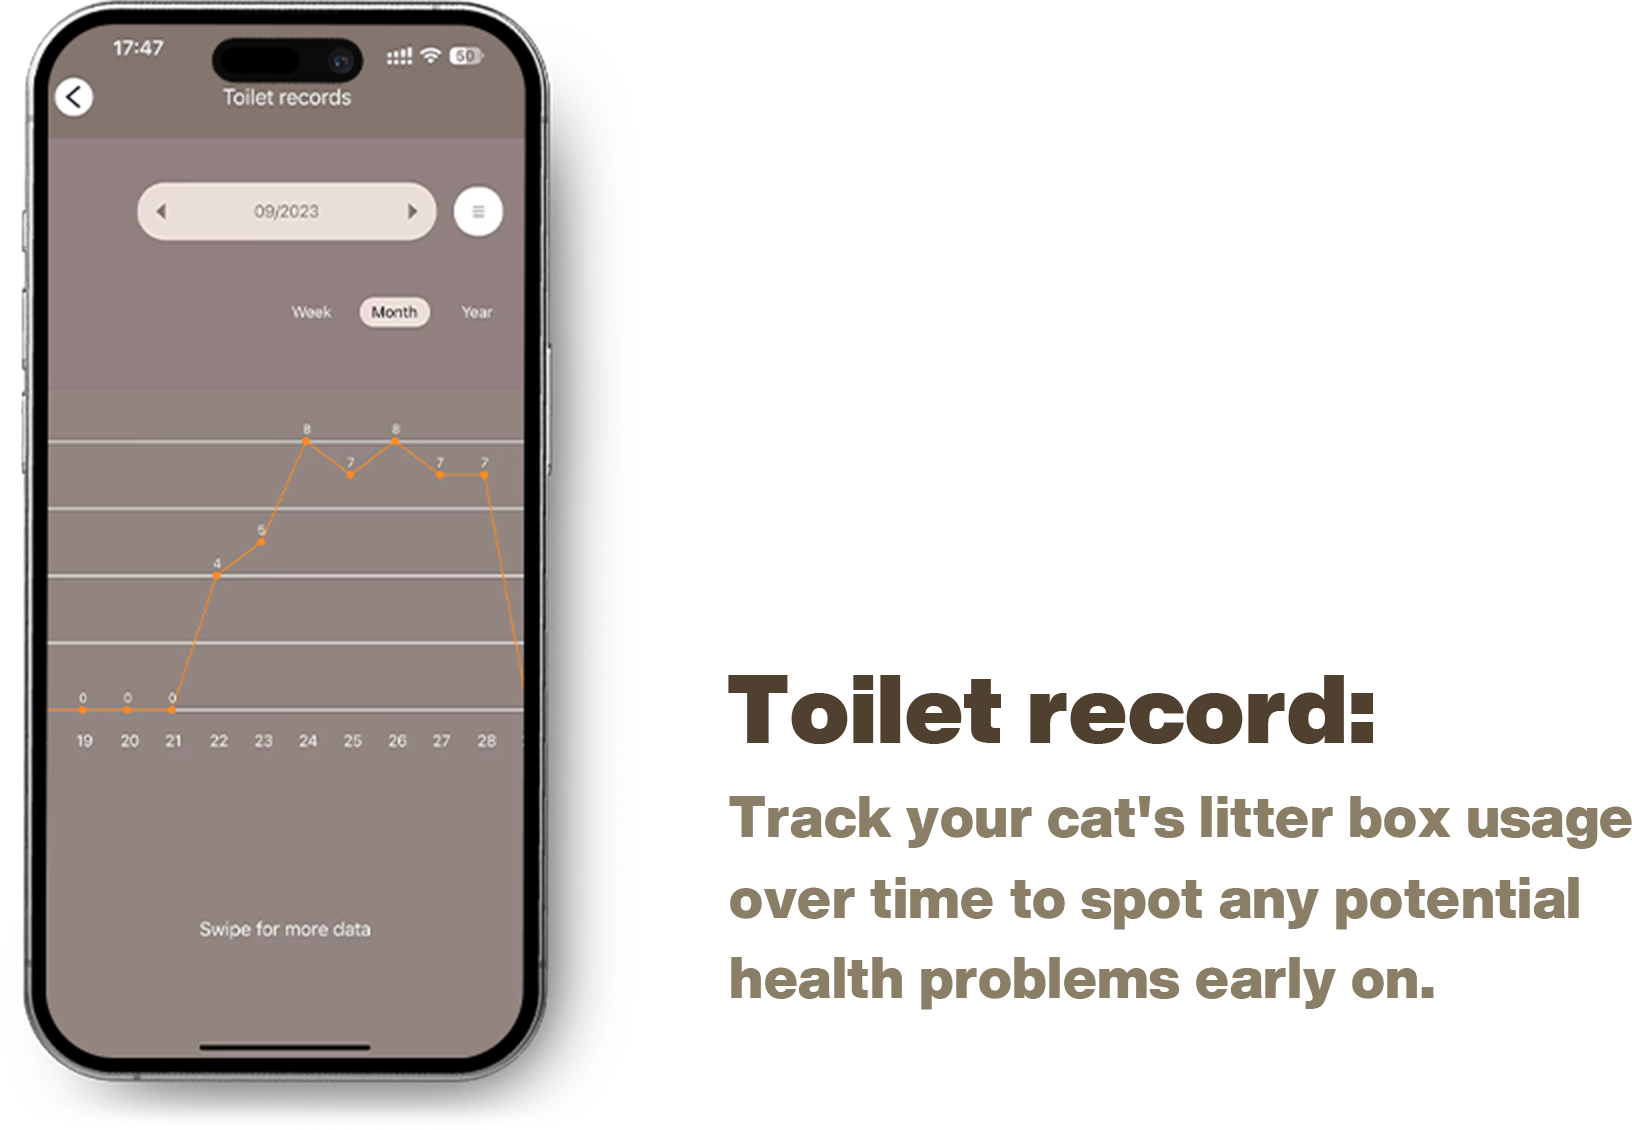 17:47
50
Toilet records
09/2023
Week Month Year
8 8
7 7 7
5
4
0 0 0
19 20 21 22 23 24 25 26 27 28
Swipe for more data
Toilet record:
Track your cat's litter box usage
over time to spot any potential
health problems early on.